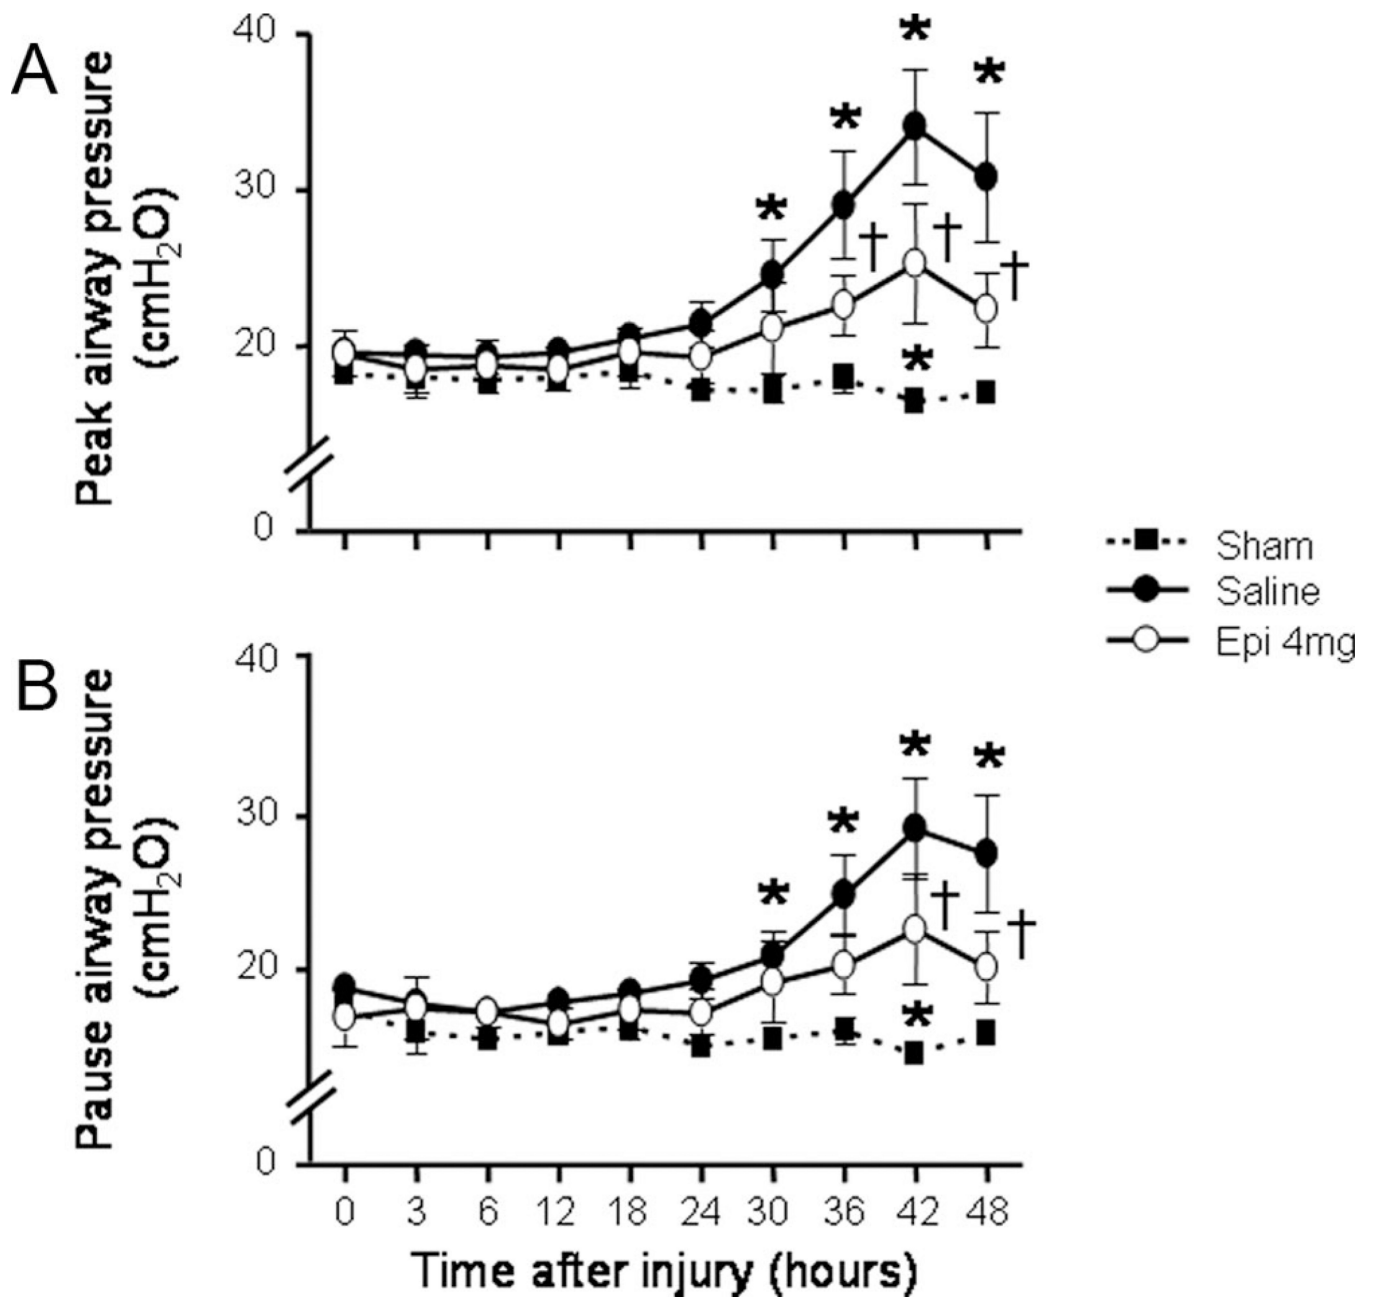 A
Peak airway pressure
(cmH₂O)
40
30
20
0
*
*
*
*
*
†
†
†
Sham
Saline
Epi 4mg
B
Pause airway pressure
(cmH₂O)
40
30
20
0
*
*
*
*
*
†
†
0 3 6 12 18 24 30 36 42 48
Time after injury (hours)